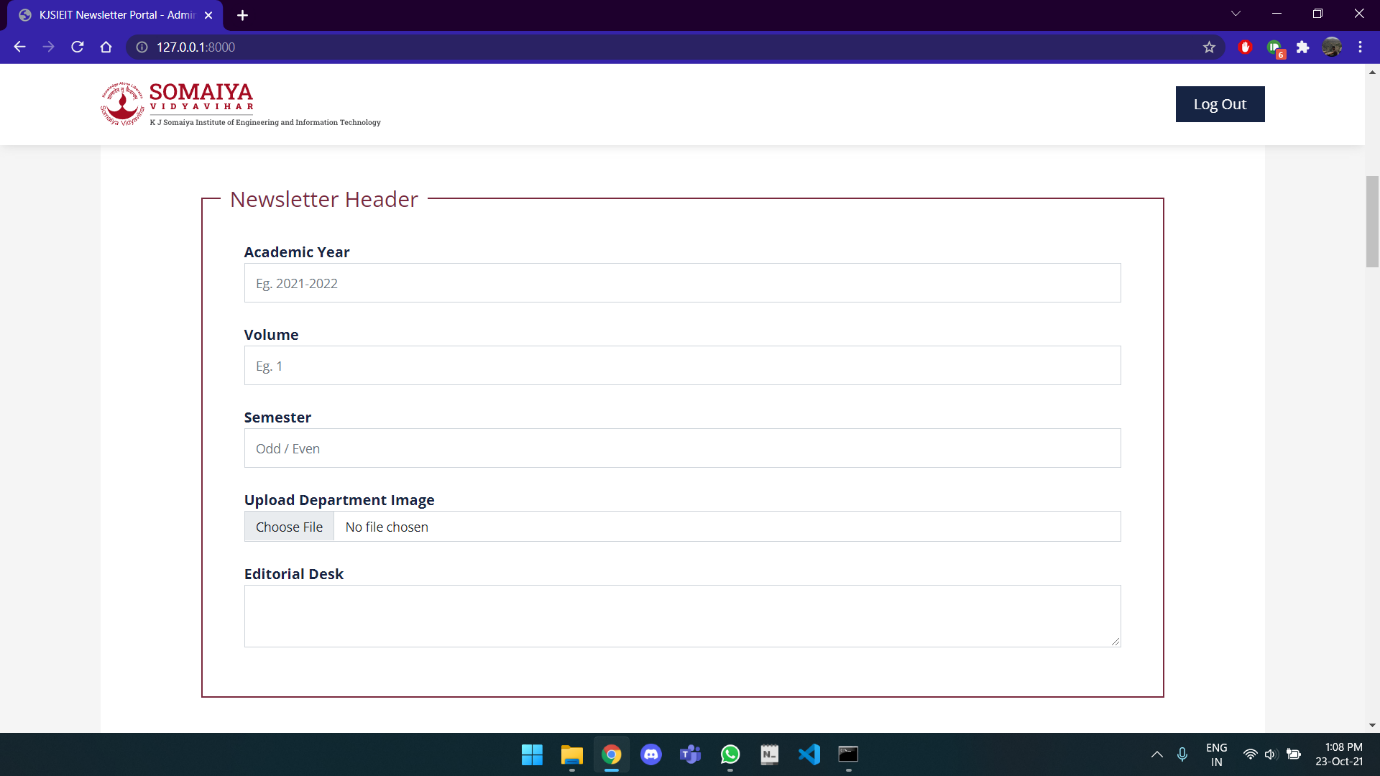 KJSIEIT Newsletter Portal - Admin
127.0.0.1:8000
6
SOMAIYA
VIDYAVIHAR
K J Somaiya Institute of Engineering and Information Technology
Log Out
Newsletter Header
Academic Year
Eg. 2021-2022
Volume
Eg. 1
Semester
Odd / Even
Upload Department Image
Choose File No file chosen
Editorial Desk
ENG
IN
1:08 PM
23-Oct-21